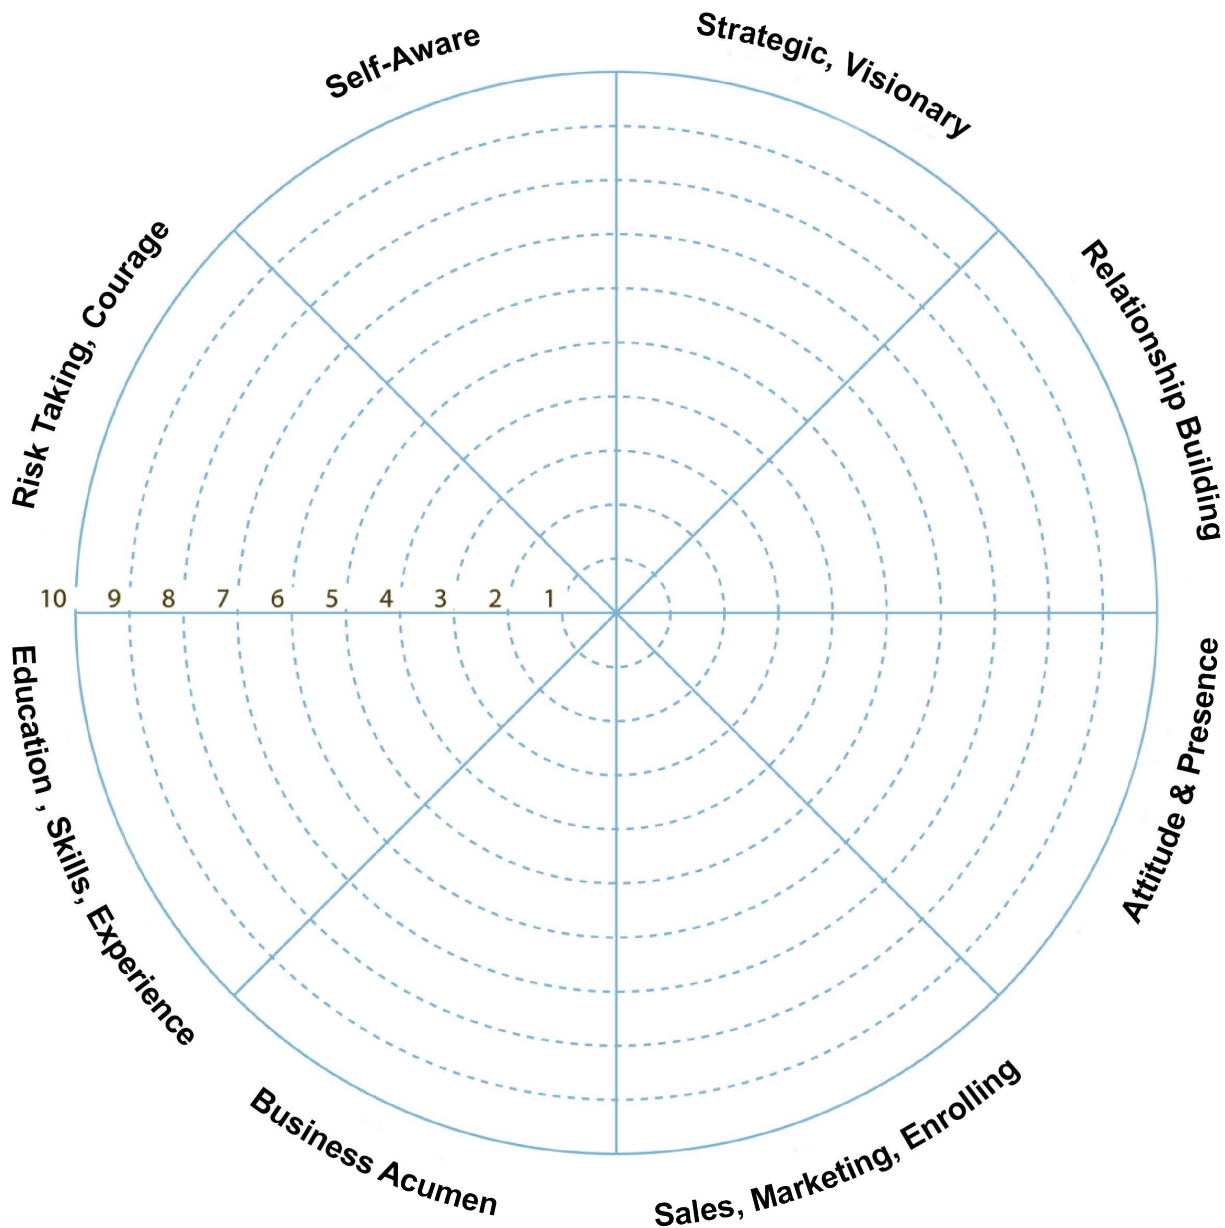 Self-Aware
Strategic, Visionary
Risk Taking, Courage
Relationship Building
10 9 8 7 6 5 4 3 2 1
Education , Skills, Experience
Attitude & Presence
Business Acumen
Sales, Marketing, Enrolling